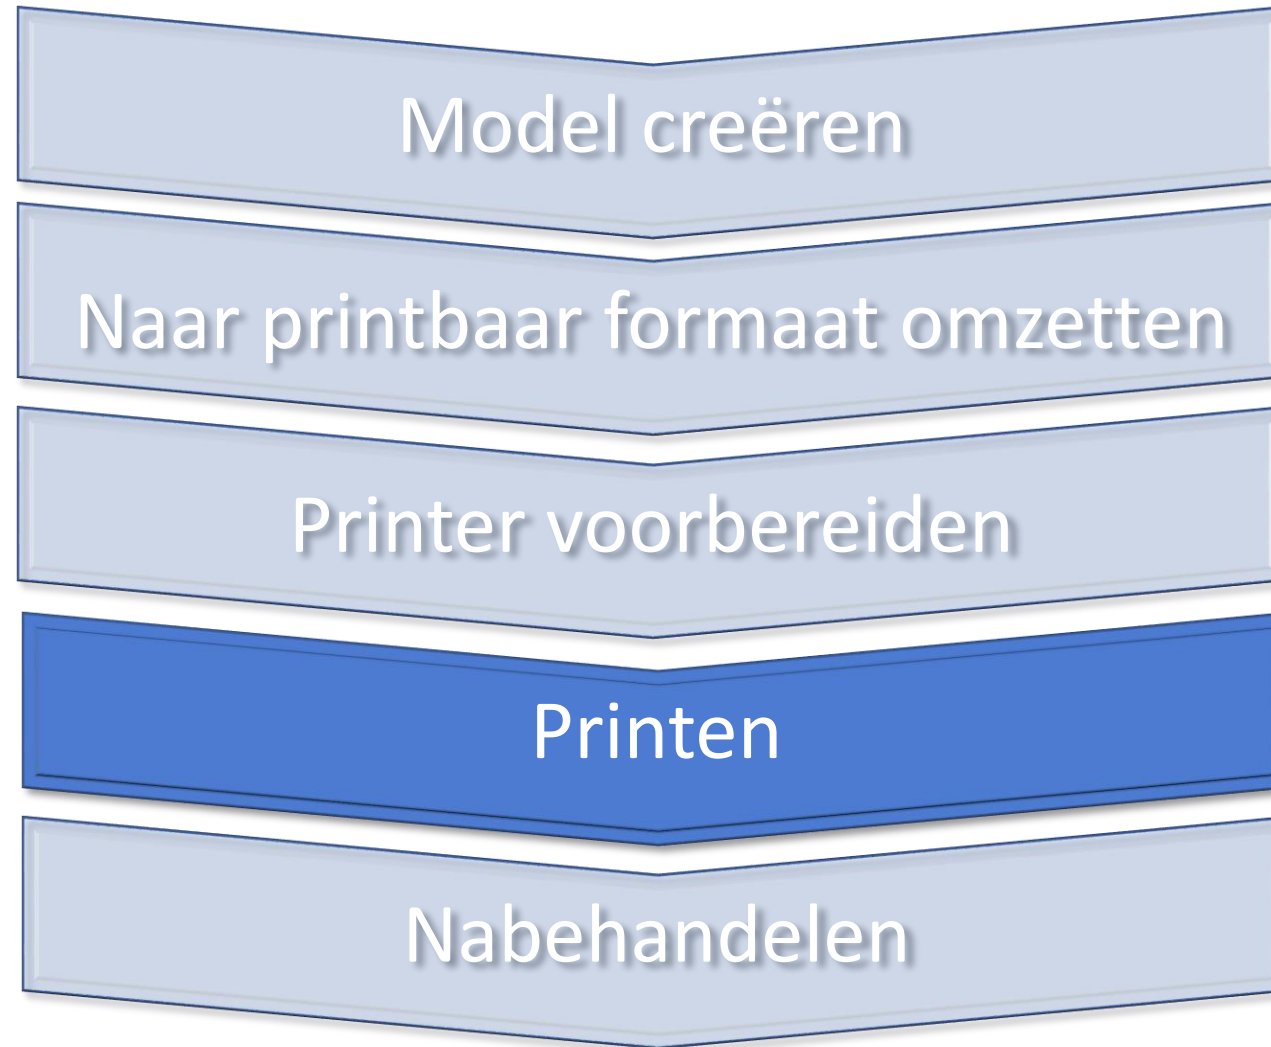 Model creëren
Naar printbaar formaat omzetten
Printer voorbereiden
Printen
Nabehandelen